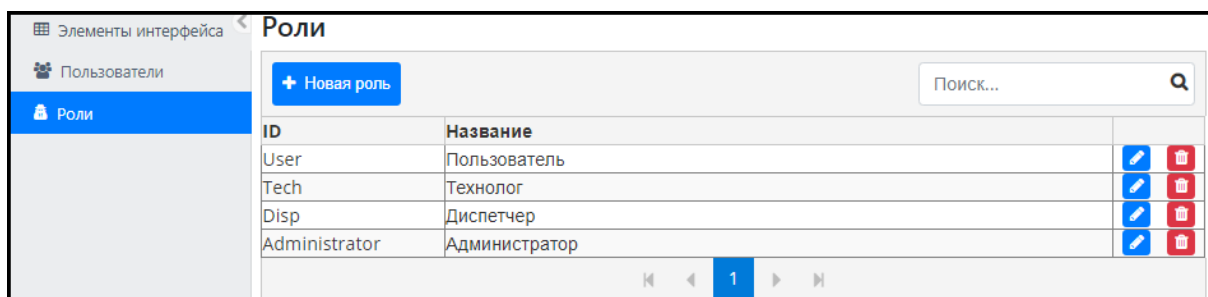 Элементы интерфейса
Пользователи
Роли
Роли
+ Новая роль
Поиск...
ID Название
User Пользователь
Tech Технолог
Disp Диспетчер
Administrator Администратор
1